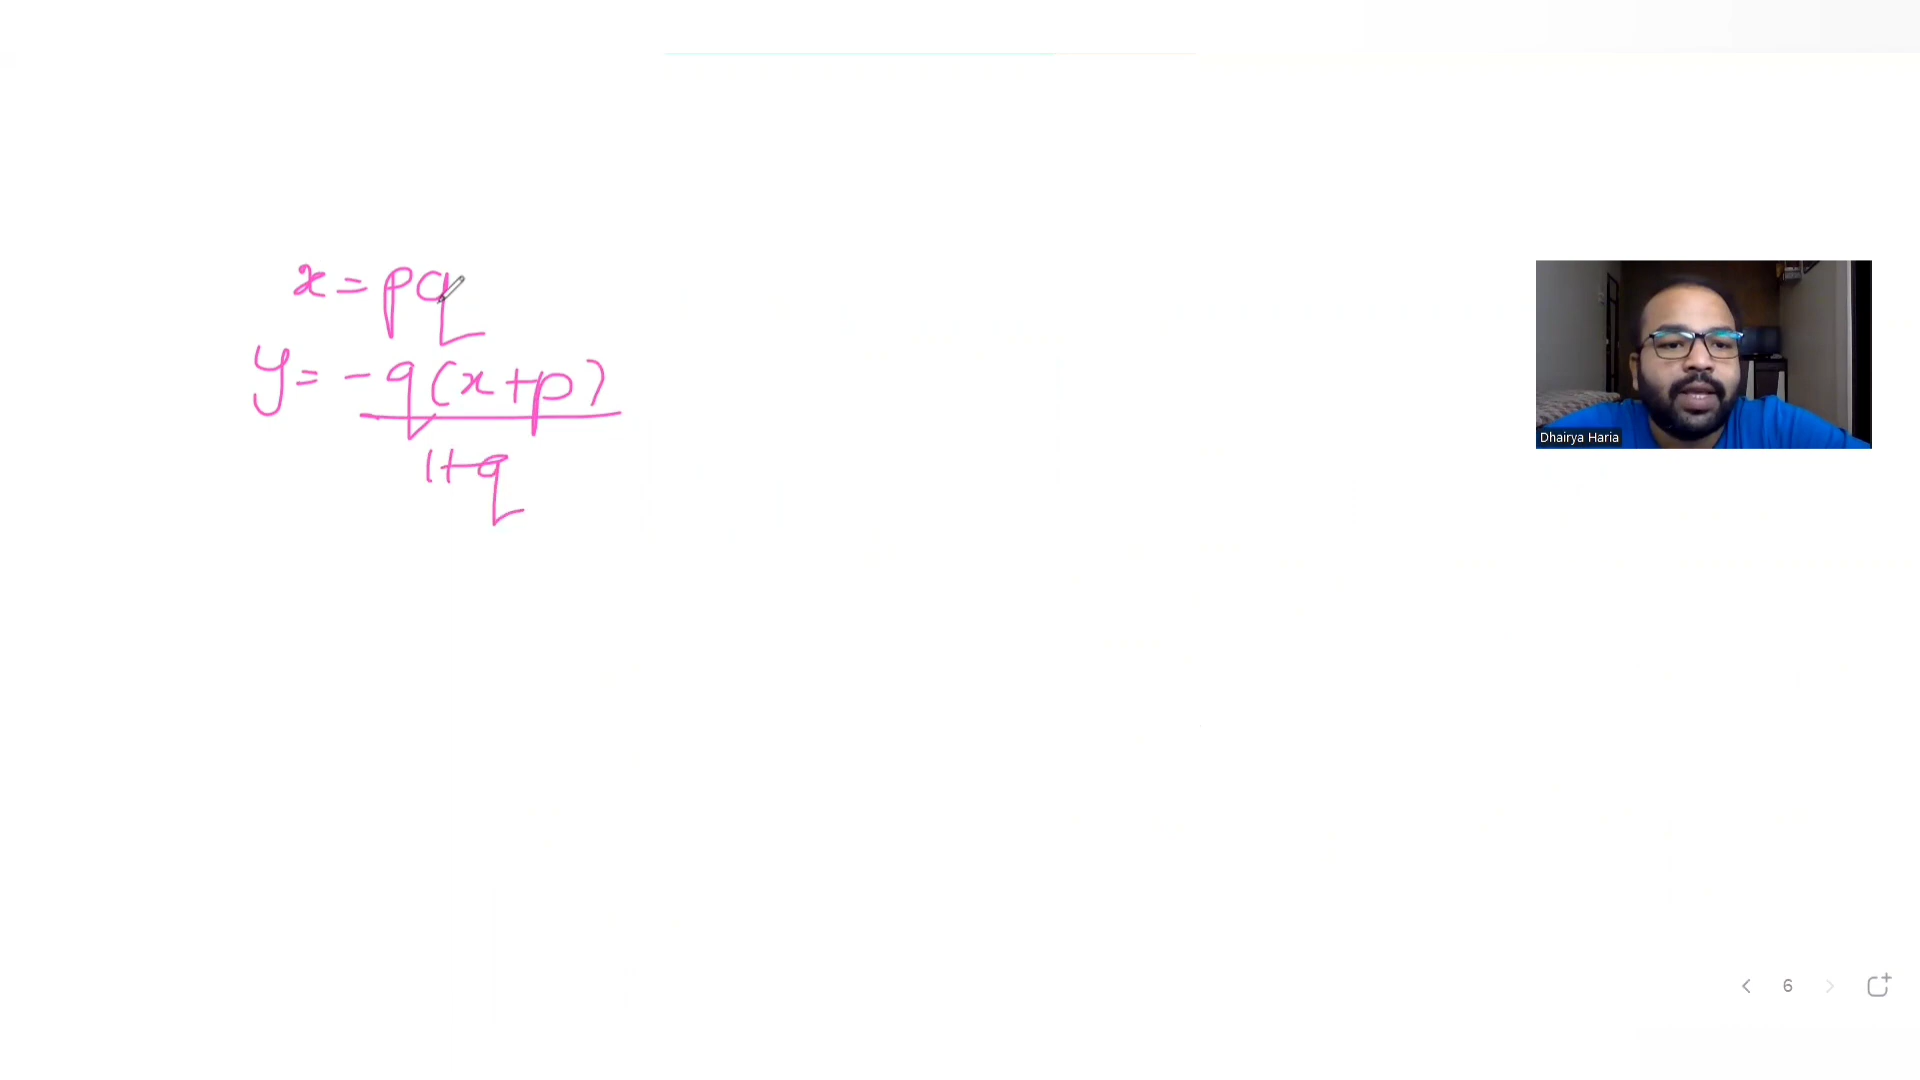 x = pq
y = -q(x+p)
1+q
Dhairya Haria
6